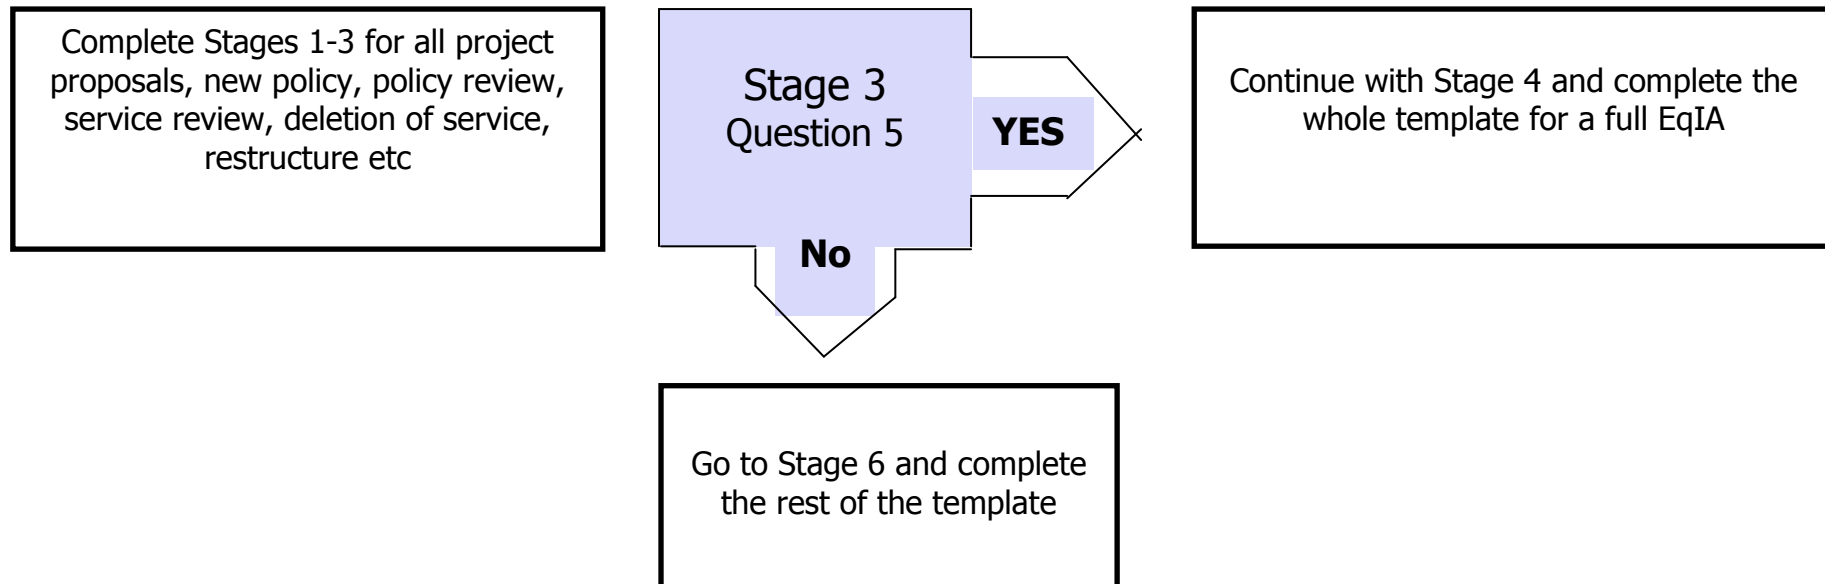 Complete Stages 1-3 for all project
proposals, new policy, policy review,
service review, deletion of service,
restructure etc
Stage 3
Question 5
YES
No
Continue with Stage 4 and complete the
whole template for a full EqIA
Go to Stage 6 and complete
the rest of the template